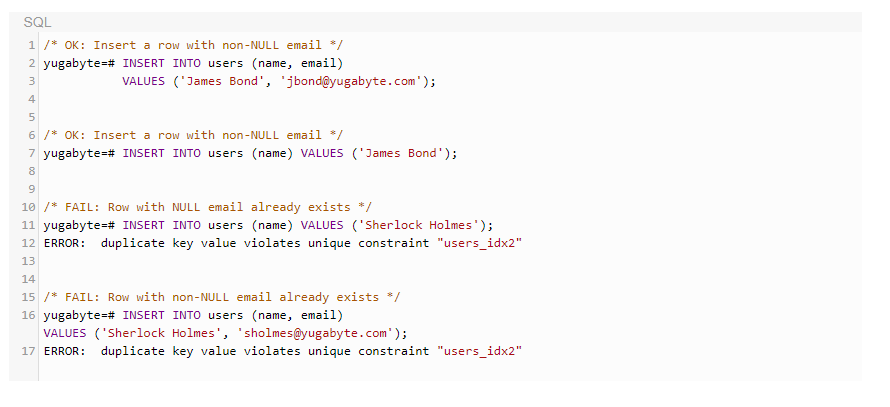 SQL
1 /* OK: Insert a row with non-NULL email */
2 yugabyte=# INSERT INTO users (name, email)
3            VALUES ('James Bond', 'jbond@yugabyte.com');
4
5
6 /* OK: Insert a row with non-NULL email */
7 yugabyte=# INSERT INTO users (name) VALUES ('James Bond');
8
9
10 /* FAIL: Row with NULL email already exists */
11 yugabyte=# INSERT INTO users (name) VALUES ('Sherlock Holmes');
12 ERROR:  duplicate key value violates unique constraint "users_idx2"
13
14
15 /* FAIL: Row with non-NULL email already exists */
16 yugabyte=# INSERT INTO users (name, email)
VALUES ('Sherlock Holmes', 'sholmes@yugabyte.com');
17 ERROR:  duplicate key value violates unique constraint "users_idx2"